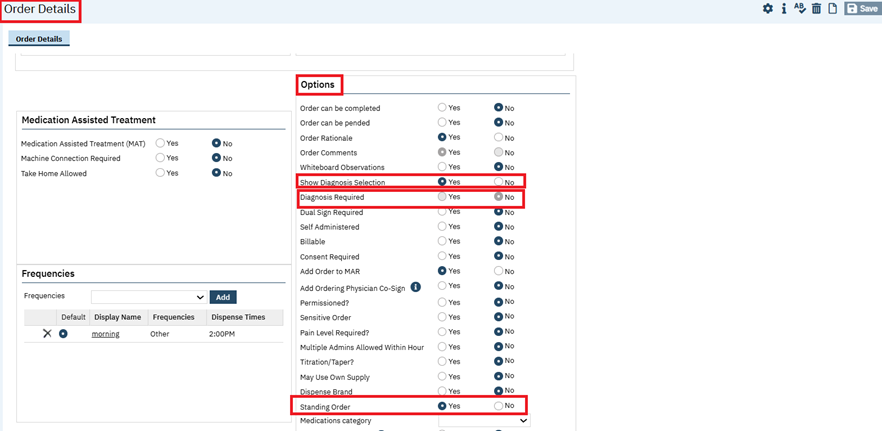 Order Details
Save
Order Details
Medication Assisted Treatment
Medication Assisted Treatment (MAT) Yes No
Machine Connection Required Yes No
Take Home Allowed Yes No
Frequencies
Frequencies Add
Default Display Name Frequencies Dispense Times
morning Other 2:00PM
Options
Order can be completed Yes No
Order can be pended Yes No
Order Rationale Yes No
Order Comments Yes No
Whiteboard Observations Yes No
Show Diagnosis Selection Yes No
Diagnosis Required Yes No
Dual Sign Required Yes No
Self Administered Yes No
Billable Yes No
Consent Required Yes No
Add Order to MAR Yes No
Add Ordering Physician Co-Sign Yes No
Permissioned? Yes No
Sensitive Order Yes No
Pain Level Required? Yes No
Multiple Admins Allowed Within Hour Yes No
Titration/Taper? Yes No
May Use Own Supply Yes No
Dispense Brand Yes No
Standing Order Yes No
Medications category